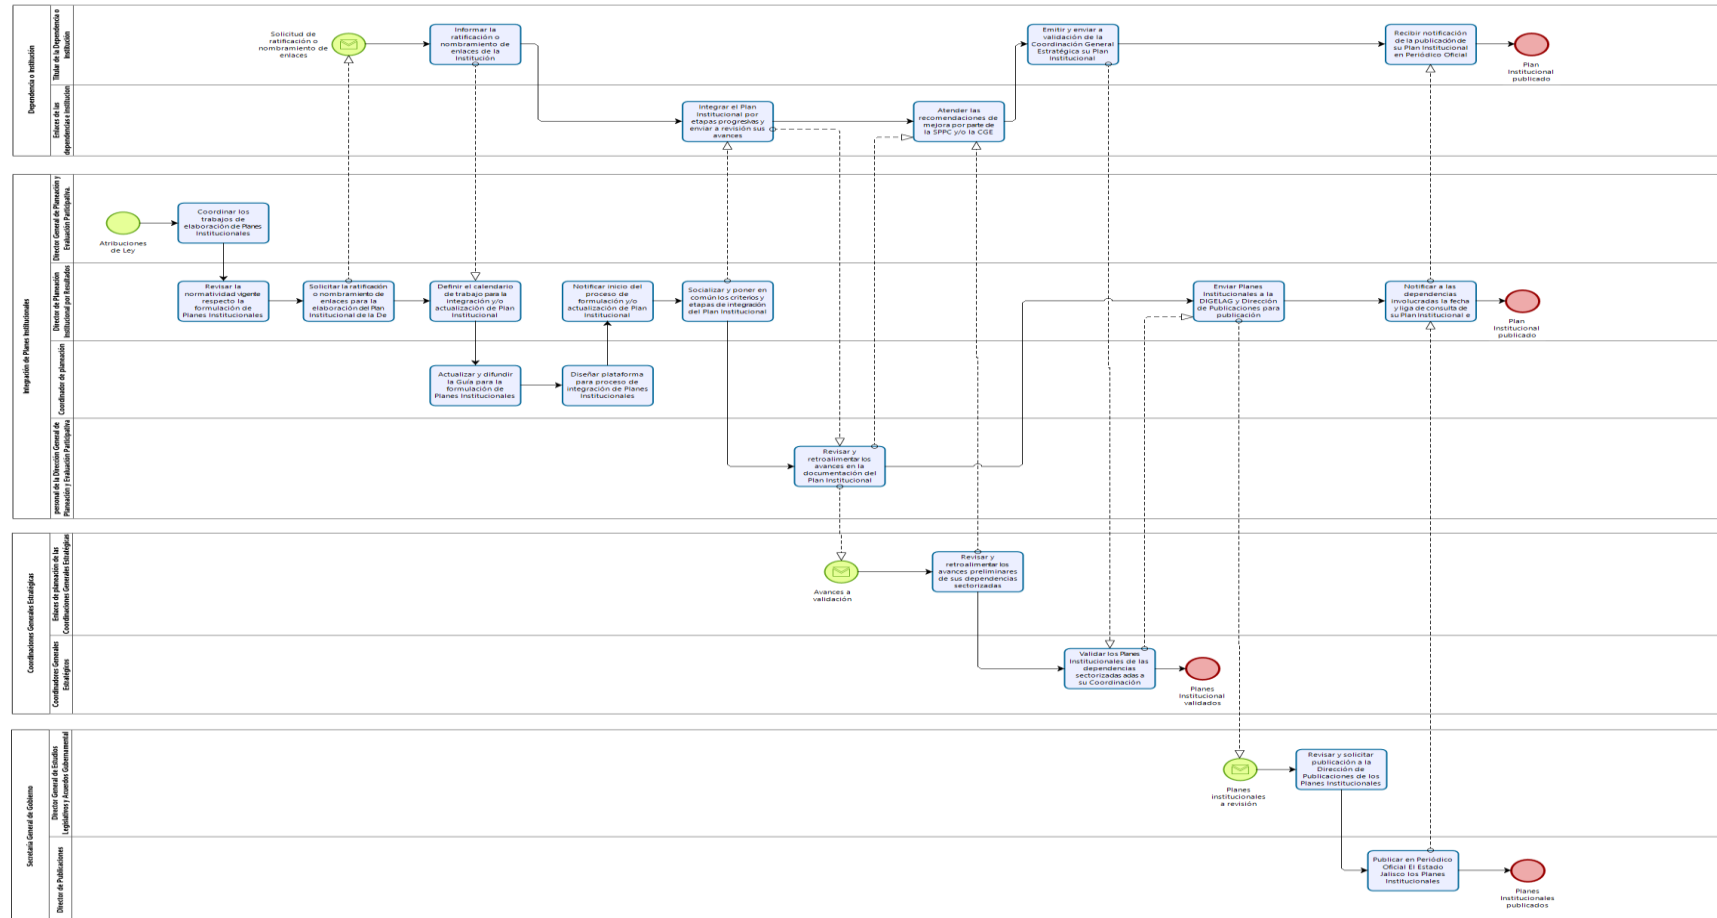 Dependencia o Institución
Titular de la Dependencia o
Institución
Solicitud de
ratificación o
nombramiento de
enlaces
Informar la
ratificación o
nombramiento de
enlaces de la
Institución
Emitir y enviar a
validación de la
Coordinación General
Estratégica su Plan
Institucional
Recibir notificación
de la publicación de
su Plan Institucional
en Periódico Oficial
Plan
Institucional
publicado
Enlaces de las
dependencias e Institucion
Integrar el Plan
Institucional por
etapas progresivas y
enviar a revisión sus
avances
Atender las
recomendaciones de
mejora por parte de
la SPPC y/o la CGE
Integración de Planes Institucionales
Director General de Planeación y
Evaluación Participativa.
Atribuciones
de Ley
Coordinar los
trabajos de
elaboración de Planes
Institucionales
Director de Planeación
Institucional por Resultados
Revisar la
normatividad vigente
respecto la
formulación de
Planes Institucionales
Solicitar la ratificación
o nombramiento de
enlaces para la
elaboración del Plan
Institucional de la De
Definir el calendario
de trabajo para la
integración y/o
actualización de Plan
Institucional
Notificar inicio del
proceso de
formulación y/o
actualización de Plan
Institucional
Socializar y poner en
común los criterios y
etapas de integración
del Plan Institucional
Enviar Planes
Institucionales a la
DIGELAG y Dirección
de Publicaciones para
publicación
Notificar a las
dependencias
involucradas la fecha
y liga de consulta de
su Plan Institucional e
Plan
Institucional
publicado
Coordinador de planeación
Actualizar y difundir
la Guía para la
formulación de
Planes Institucionales
Diseñar plataforma
para proceso de
integración de Planes
Institucionales
personal de la Dirección General de
Planeación y Evaluación Participativa
Revisar y
retroalimentar los
avances en la
documentación del
Plan Institucional
Coordinaciones Generales Estratégicas
Enlaces de planeación de las
Coordinaciones Generales Estratégicas
Avances a
validación
Revisar y
retroalimentar los
avances preliminares
de sus dependencias
sectorizadas
Coordinadores Generales
Estratégicos
Validar los Planes
Institucionales de las
dependencias
sectorizadas adas a
su Coordinación
Planes
Institucional
validados
Secretaría General de Gobierno
Director General de Estudios
Legislativos y Acuerdos Gubernamental
Planes
institucionales
a revisión
Revisar y solicitar
publicación a la
Dirección de
Publicaciones de los
Planes Institucionales
Director de Publicaciones
Publicar en Periódico
Oficial El Estado
Jalisco los Planes
Institucionales
Planes
Institucionales
publicados